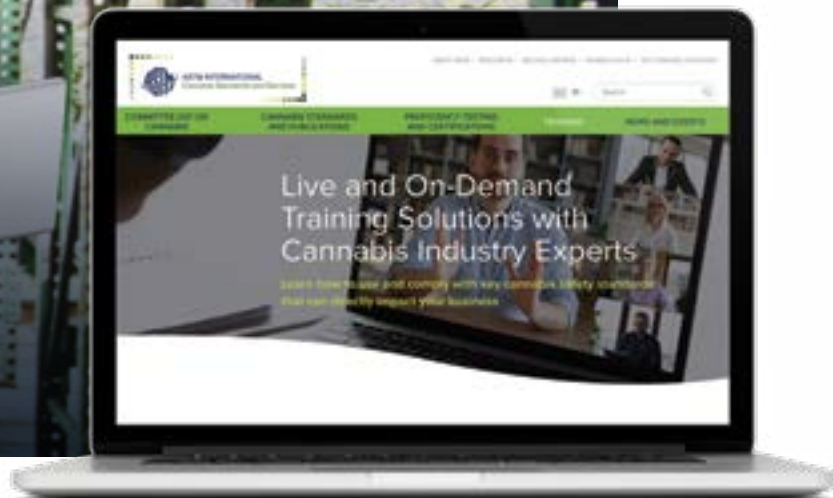 ASTM INTERNATIONAL
Search
COMMITTEE D37 ON
CANNABIS
CANNABIS STANDARDS
AND PUBLICATIONS
PROFICIENCY TESTING
AND CERTIFICATIONS
TRAINING
NEWS AND EVENTS
Live and On-Demand
Training Solutions with
Cannabis Industry Experts
Learn how to use and comply with key cannabis safety standards
that can directly impact your business